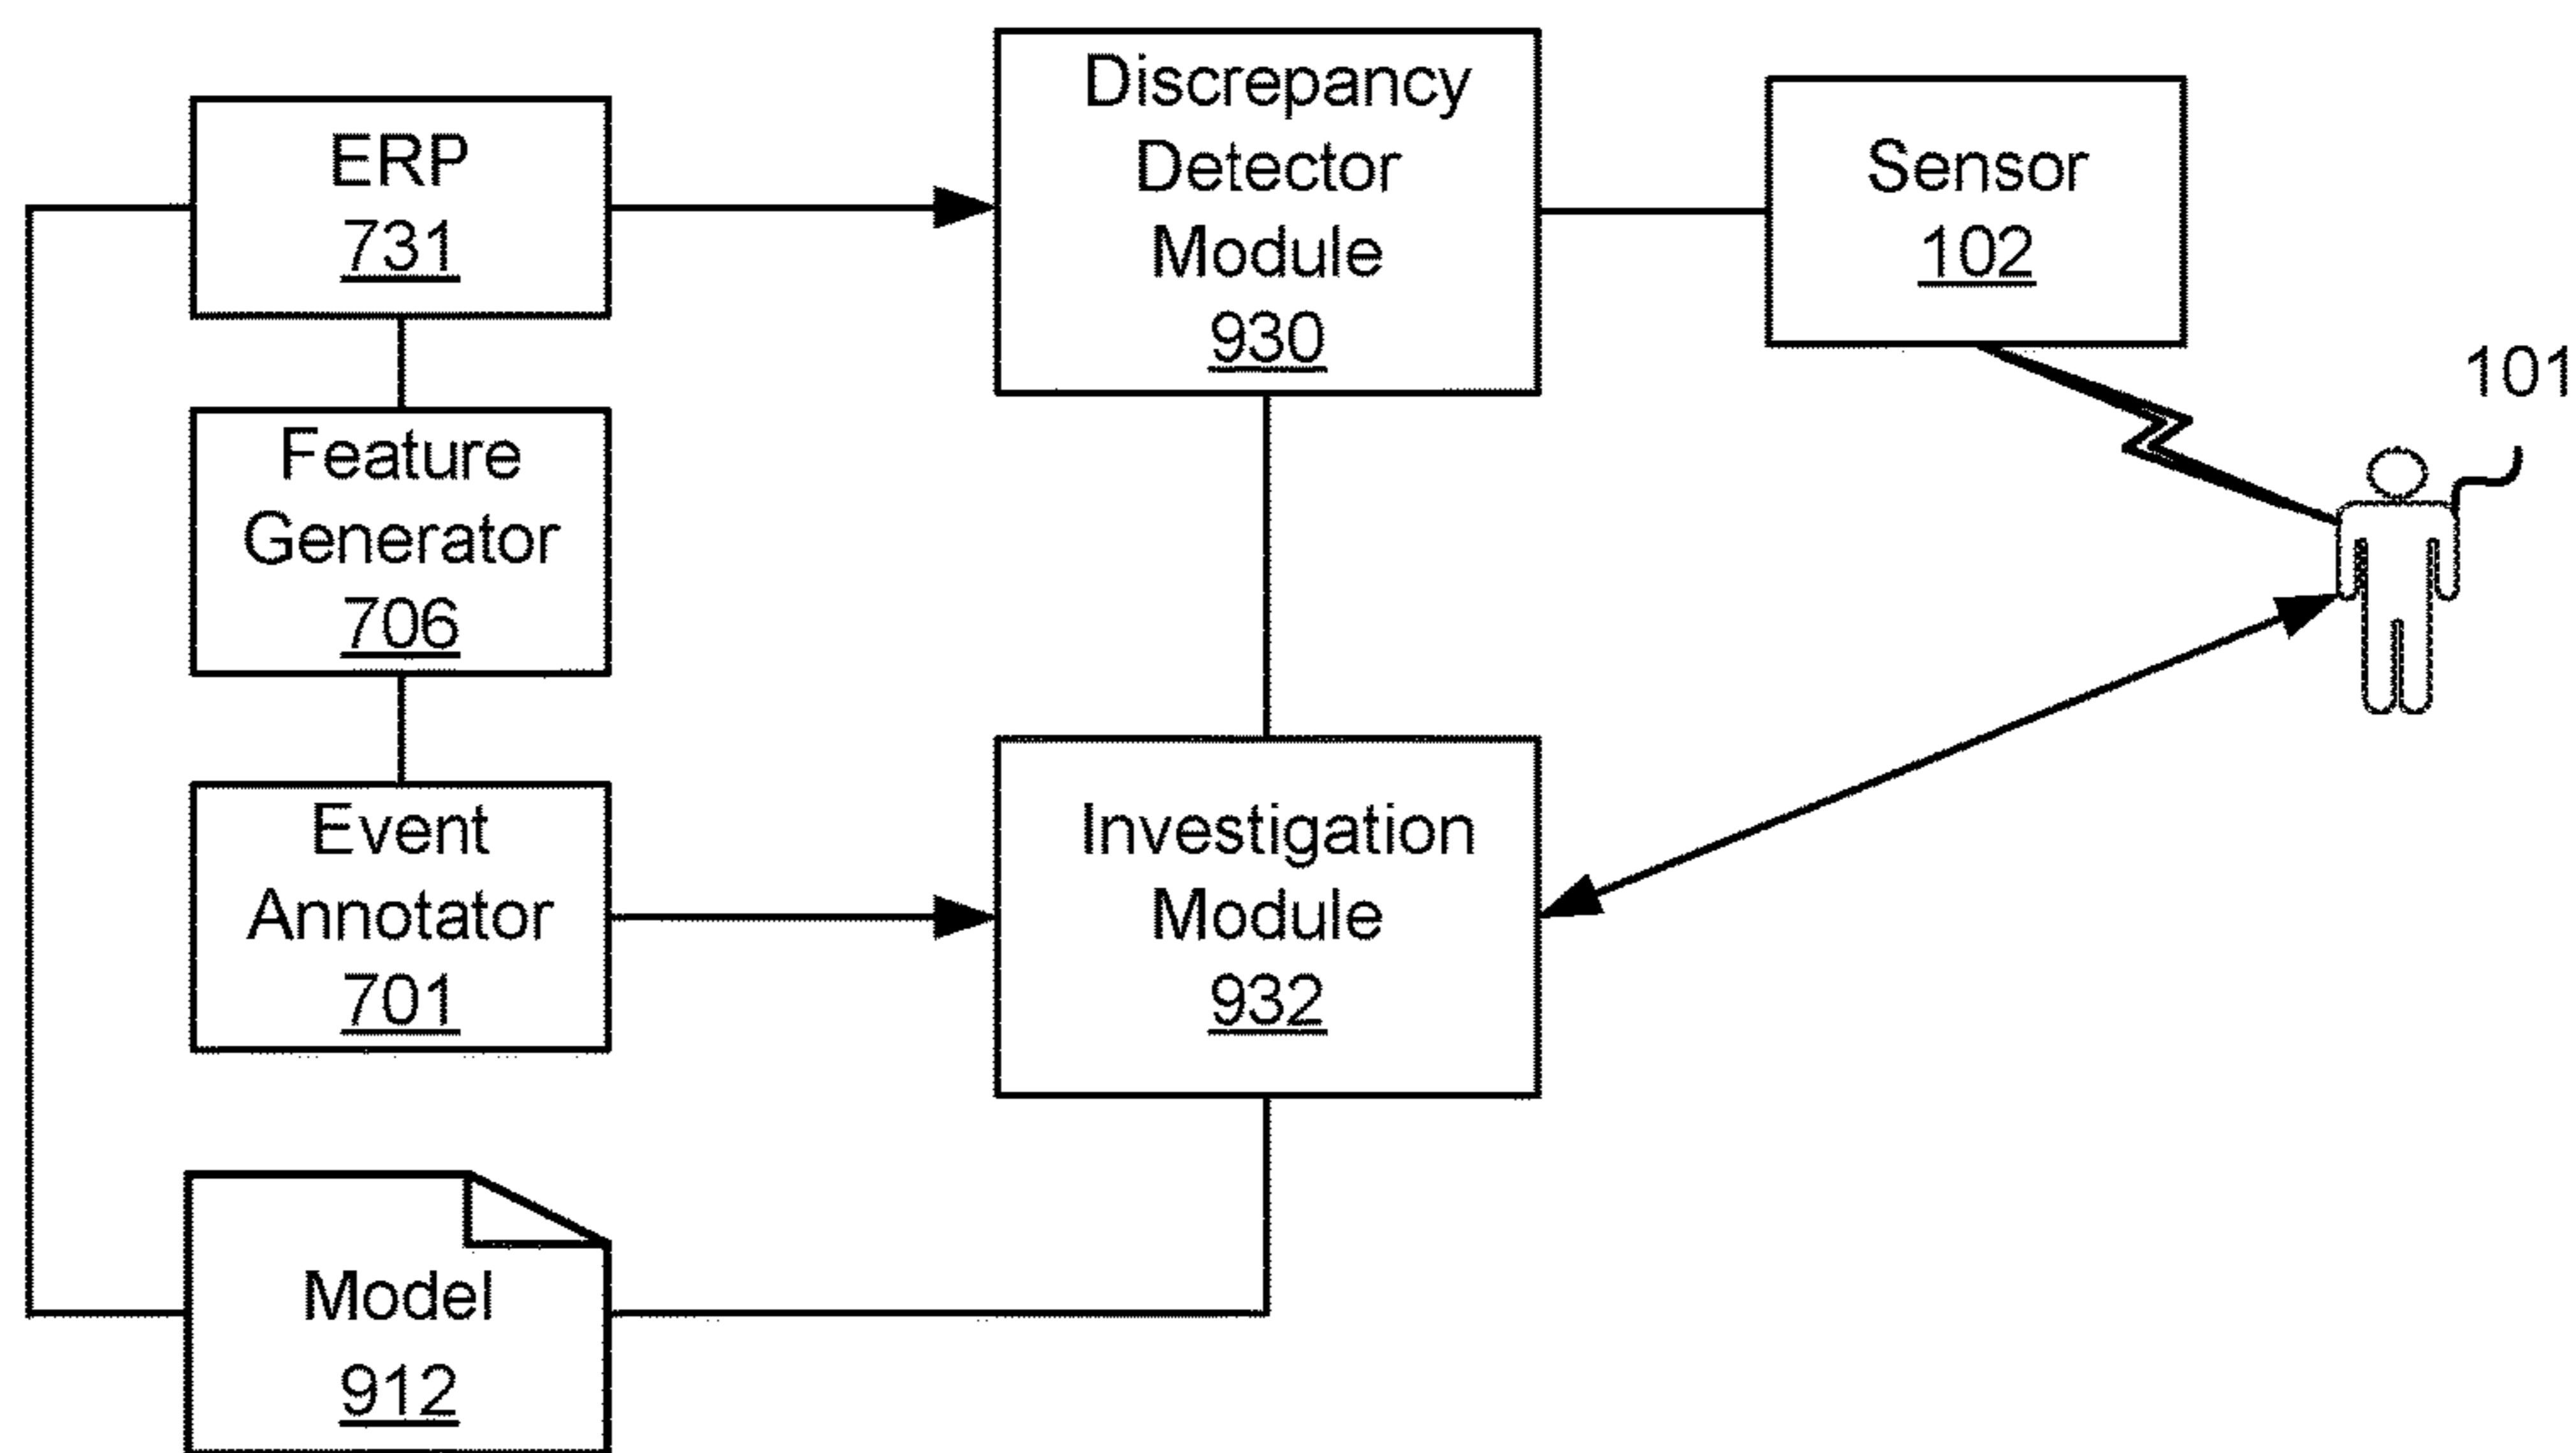 ERP
731
Discrepancy
Detector
Module
930
Sensor
102
101
Feature
Generator
706
Event
Annotator
701
Investigation
Module
932
Model
912